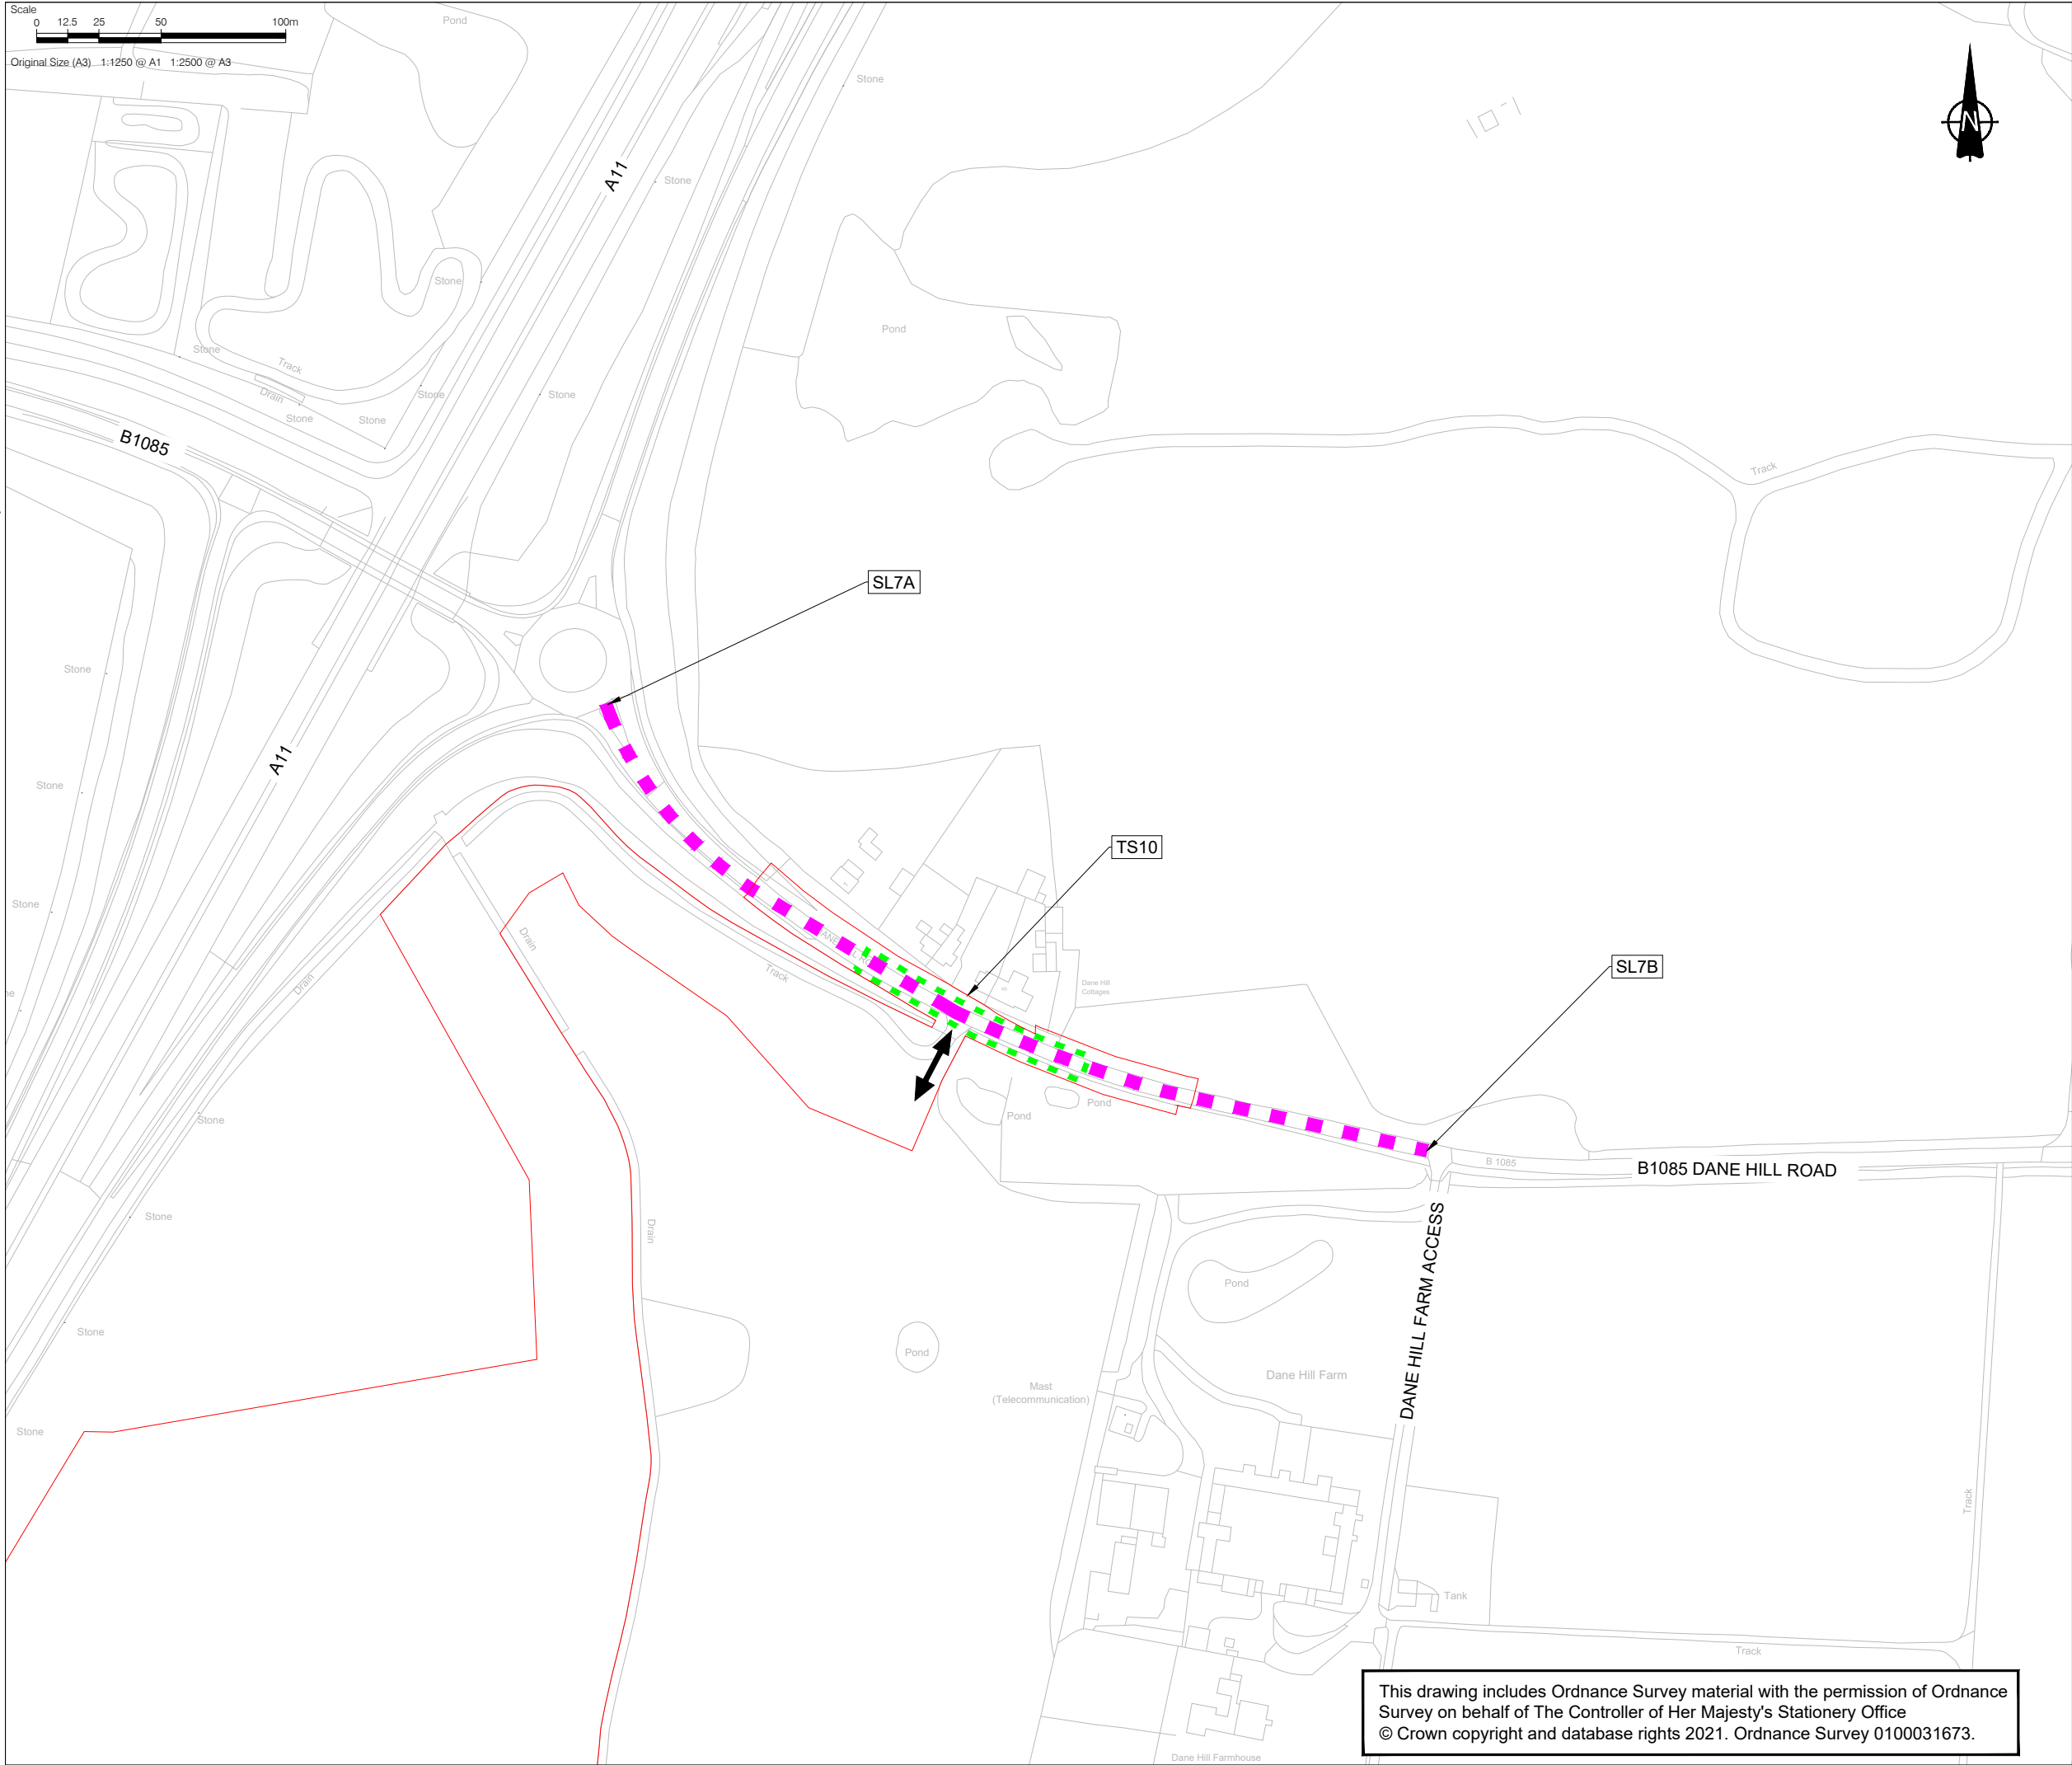 Scale
0 12.5 25 50 100m
Original Size (A3) 1:1250 @ A1 1:2500 @ A3
Pond
Stone
N
A11
Stone
Stone
Pond
Stone
Track
Drain
Stone
Stone
Stone
Stone
B1085
Track
SL7A
Stone
A11
Stone
TS10
Stone
Drain
SL7B
Track
Drain
Dane Hill
Cottages
Pond
Pond
Stone
B 1085
B1085 DANE HILL ROAD
Stone
Drain
DANE HILL FARM ACCESS
Pond
Stone
Pond
Dane Hill Farm
Mast
(Telecommunication)
Stone
Track
Tank
Track
This drawing includes Ordnance Survey material with the permission of Ordnance
Survey on behalf of The Controller of Her Majesty's Stationery Office
© Crown copyright and database rights 2021. Ordnance Survey 0100031673.
Dane Hill Farmhouse